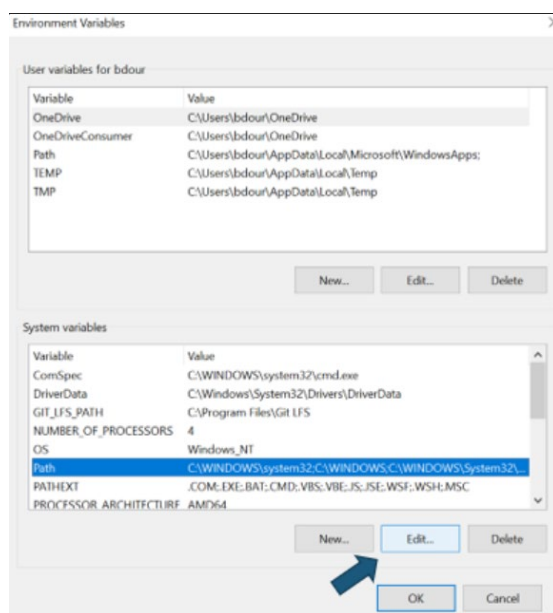 Environment Variables
User variables for bdour
Variable Value
OneDrive C:\Users\bdour\OneDrive
OneDriveConsumer C:\Users\bdour\OneDrive
Path C:\Users\bdour\AppData\Local\Microsoft\WindowsApps;
TEMP C:\Users\bdour\AppData\Local\Temp
TMP C:\Users\bdour\AppData\Local\Temp
New... Edit... Delete
System variables
Variable Value
ComSpec C:\WINDOWS\system32\cmd.exe
DriverData C:\Windows\System32\Drivers\DriverData
GIT_LFS_PATH C:\Program Files\Git LFS
NUMBER_OF_PROCESSORS 4
OS Windows_NT
Path C:\WINDOWS\system32;C:\WINDOWS;C:\WINDOWS\System32\...
PATHEXT .COM;.EXE;.BAT;.CMD;.VBS;.VBE;.JS;.JSE;.WSF;.WSH;.MSC
PROCESSOR_ARCHITECTURE AMD64
New... Edit... Delete
OK Cancel